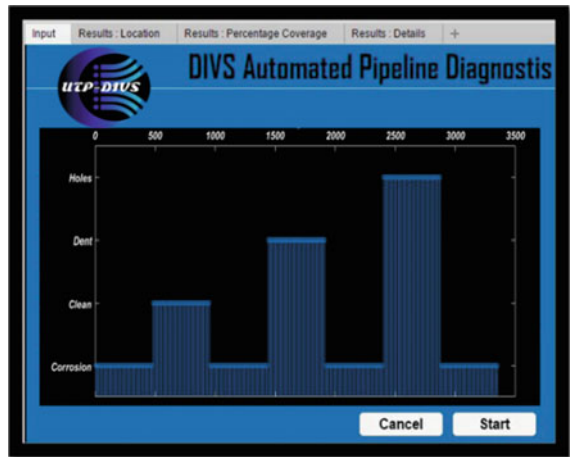 Input Results : Location Results : Percentage Coverage Results : Details +
UTP-DIVS
DIVS Automated Pipeline Diagnostis
0 500 1000 1500 2000 2500 3000 3500
Holes
Dent
Clean
Corrosion
Cancel Start